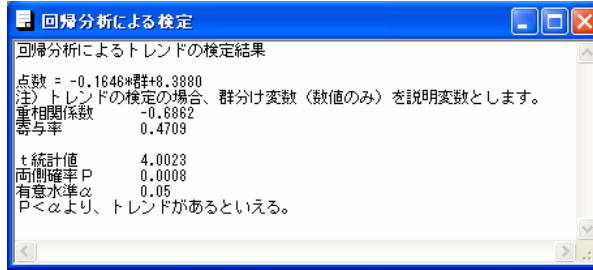 回帰分析による検定
回帰分析によるトレンドの検定結果
点数 = -0.1646*群+8.3880
注）トレンドの検定の場合、群分け変数（数値のみ）を説明変数とします。
重相関係数 -0.6862
寄与率 0.4709
ｔ統計値 4.0023
両側確率Ｐ 0.0008
有意水準α 0.05
Ｐ＜αより、トレンドがあるといえる。